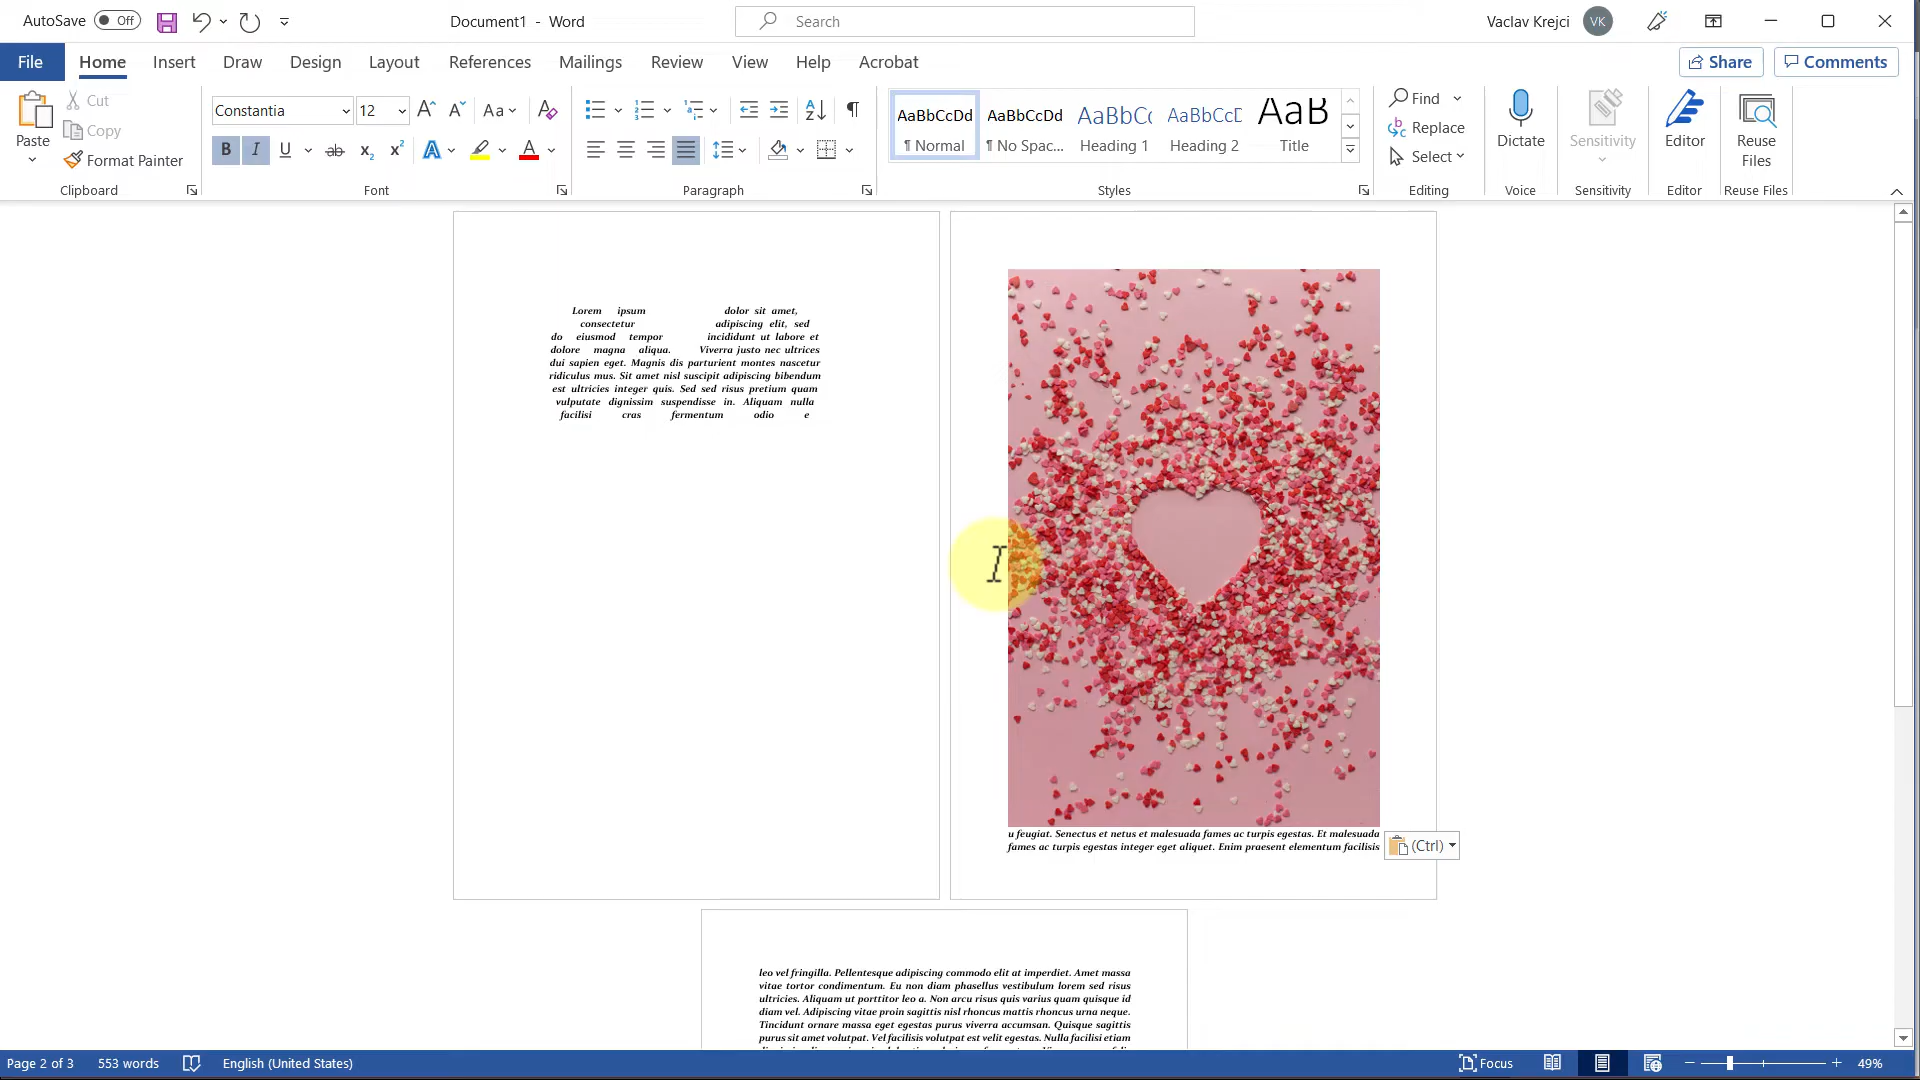 AutoSave Off Document1 - Word Search Vaclav Krejci VK
File Home Insert Draw Design Layout References Mailings Review View Help Acrobat Share Comments
Paste Cut Copy Format Painter Clipboard
Constantia 12 Aa B I U ab x₂ x² A A Font
Paragraph
AaBbCcDd AaBbCcDd AaBbCc AaBbCcD AaB
¶ Normal ¶ No Spac... Heading 1 Heading 2 Title
Styles
Find
Replace
Select
Editing
Dictate Voice
Sensitivity Sensitivity
Editor Editor
Reuse Files Reuse Files
Lorem ipsum dolor sit amet,
consectetur adipiscing elit, sed
do eiusmod tempor incididunt ut labore et
dolore magna aliqua. Viverra justo nec ultrices
dui sapien eget. Magnis dis parturient montes nascetur
ridiculus mus. Sit amet nisl suscipit adipiscing bibendum
est ultricies integer quis. Sed sed risus pretium quam
vulputate dignissim suspendisse in. Aliquam nulla
facilisi cras fermentum odio e
u feugiat. Senectus et netus et malesuada fames ac turpis egestas. Et malesuada
fames ac turpis egestas integer eget aliquet. Enim praesent elementum facilisis
(Ctrl)
leo vel fringilla. Pellentesque adipiscing commodo elit at imperdiet. Amet massa
vitae tortor condimentum. Eu non diam phasellus vestibulum lorem sed risus
ultricies. Aliquam ut porttitor leo a. Non arcu risus quis varius quam quisque id
diam vel. Adipiscing vitae proin sagittis nisl rhoncus mattis rhoncus urna neque.
Tincidunt ornare massa eget egestas purus viverra accumsan. Quisque sagittis
purus sit amet volutpat. Vel facilisis volutpat est velit egestas. Nulla facilisi etiam
Page 2 of 3 553 words English (United States) Focus 49%